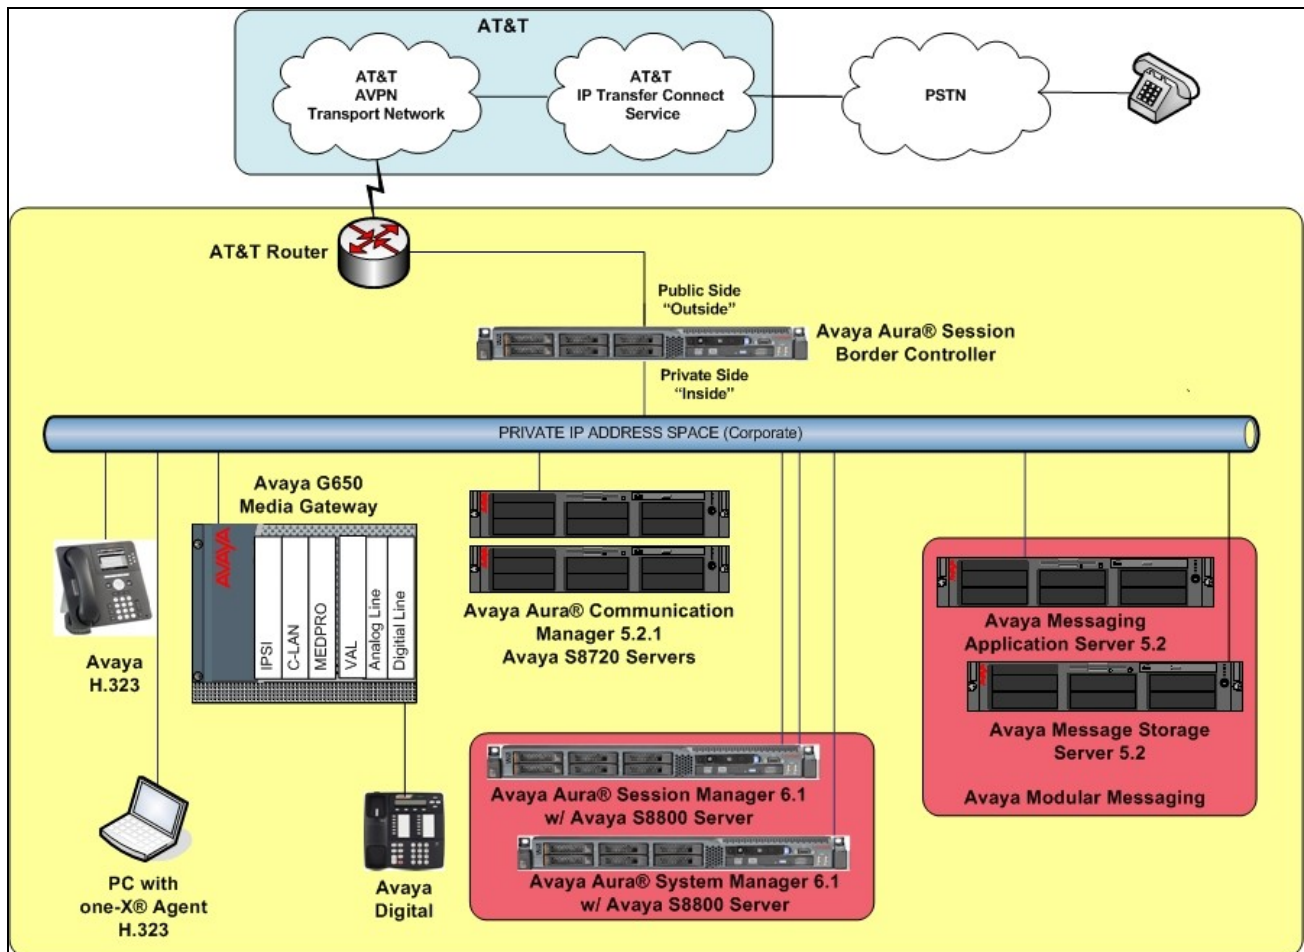 AT&T
AT&T
AVPN
Transport Network
AT&T
IP Transfer Connect
Service
PSTN
AT&T Router
Public Side
“Outside”
Avaya Aura® Session
Border Controller
Private Side
“Inside”
PRIVATE IP ADDRESS SPACE (Corporate)
Avaya G650
Media Gateway
AVAYA
IPSI
C-LAN
MEDPRO
VAL
Analog Line
Digitial Line
Avaya
H.323
Avaya Aura® Communication
Manager 5.2.1
Avaya S8720 Servers
Avaya Messaging
Application Server 5.2
Avaya Message Storage
Server 5.2
Avaya Modular Messaging
Avaya Aura® Session Manager 6.1
w/ Avaya S8800 Server
Avaya Aura® System Manager 6.1
w/ Avaya S8800 Server
PC with
one-X® Agent
H.323
Avaya
Digital